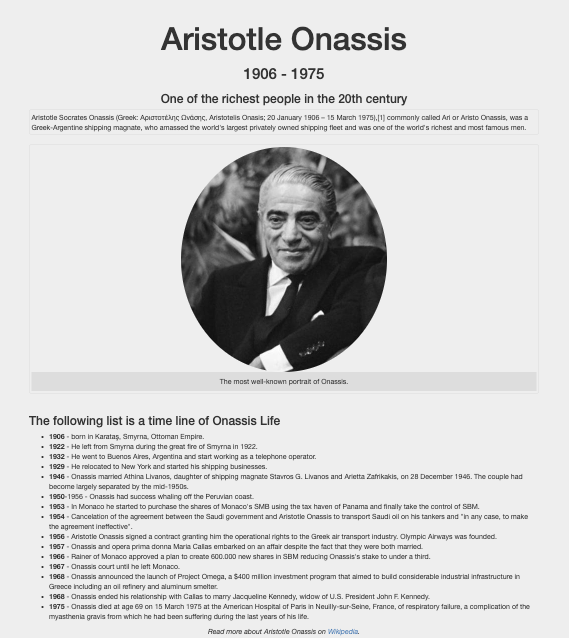 Aristotle Onassis
1906 - 1975
One of the richest people in the 20th century
Aristotle Socrates Onassis (Greek: Αριστοτέλης Ωνάσης, Aristotelis Onasis; 20 January 1906 – 15 March 1975),[1] commonly called Ari or Aristo Onassis, was a
Greek-Argentine shipping magnate, who amassed the world's largest privately owned shipping fleet and was one of the world's richest and most famous men.
The most well-known portrait of Onassis.
The following list is a time line of Onassis Life
• 1906 - born in Karataş, Smyrna, Ottoman Empire.
• 1922 - He left from Smyrna during the great fire of Smyrna in 1922.
• 1932 - He went to Buenos Aires, Argentina and start working as a telephone operator.
• 1929 - He relocated to New York and started his shipping businesses.
• 1946 - Onassis married Athina Livanos, daughter of shipping magnate Stavros G. Livanos and Arietta Zafrikakis, on 28 December 1946. The couple had
become largely separated by the mid-1950s.
• 1950-1956 - Onassis had success whaling off the Peruvian coast.
• 1953 - In Monaco he started to purchase the shares of Monaco's SMB using the tax haven of Panama and finally take the control of SBM.
• 1954 - Cancelation of the agreement between the Saudi government and Aristotle Onassis to transport Saudi oil on his tankers and "in any case, to make
the agreement ineffective".
• 1956 - Aristotle Onassis signed a contract granting him the operational rights to the Greek air transport industry. Olympic Airways was founded.
• 1957 - Onassis and opera prima donna Maria Callas embarked on an affair despite the fact that they were both married.
• 1966 - Rainer of Monaco approved a plan to create 600.000 new shares in SBM reducing Onassis's stake to under a third.
• 1967 - Onassis court until he left Monaco.
• 1968 - Onassis announced the launch of Project Omega, a $400 million investment program that aimed to build considerable industrial infrastructure in
Greece including an oil refinery and aluminum smelter.
• 1968 - Onassis ended his relationship with Callas to marry Jacqueline Kennedy, widow of U.S. President John F. Kennedy.
• 1975 - Onassis died at age 69 on 15 March 1975 at the American Hospital of Paris in Neuilly-sur-Seine, France, of respiratory failure, a complication of the
myasthenia gravis from which he had been suffering during the last years of his life.
Read more about Aristotle Onassis on Wikipedia.